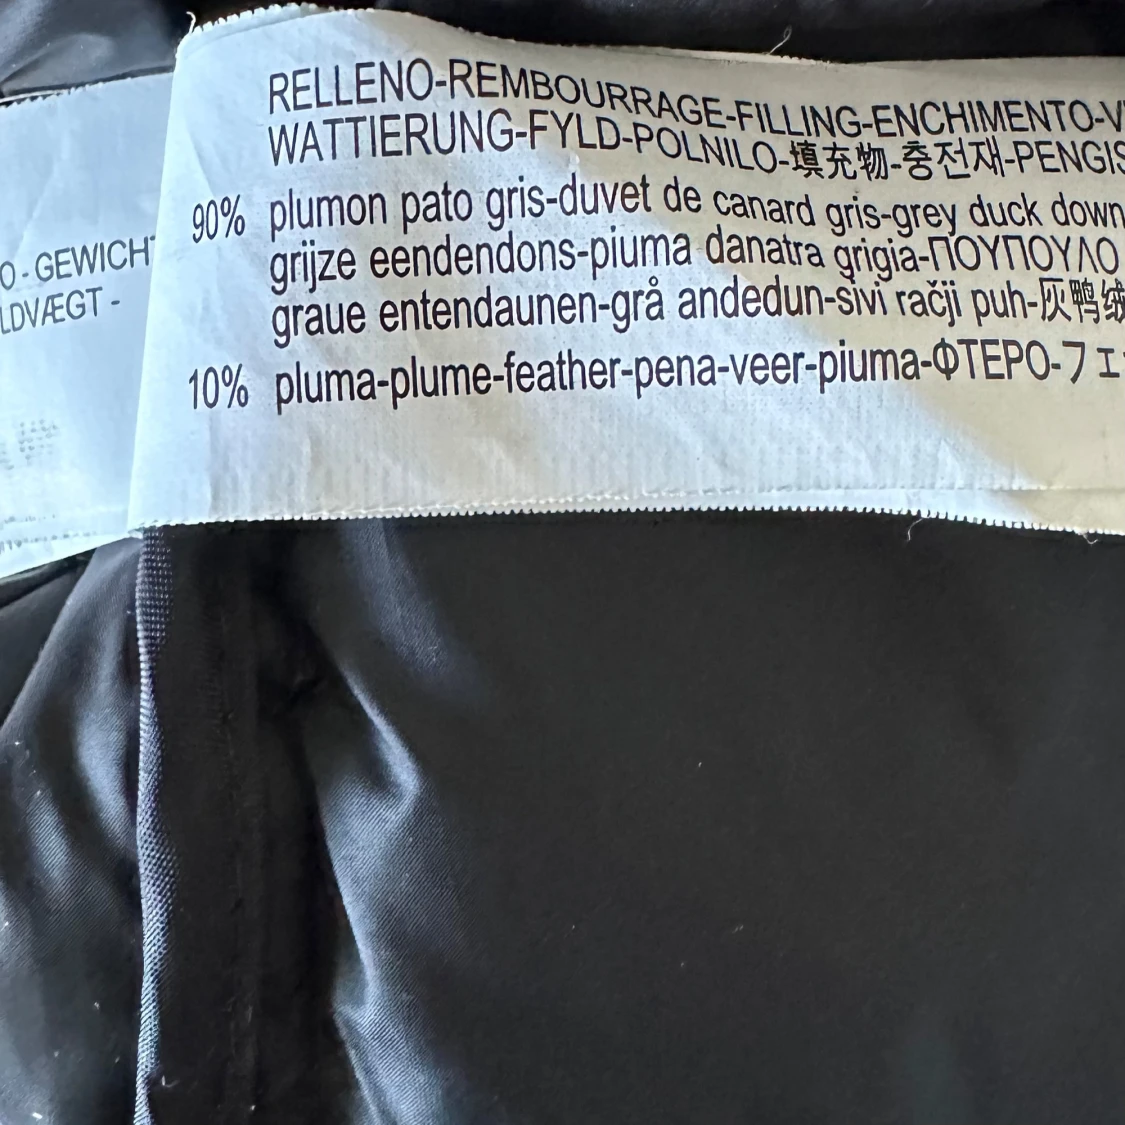 RELLENO-REMBOURRAGE-FILLING-ENCHIMENTO-V
WATTIERUNG-FYLD-POLNILO-填充物-충전재-PENGIS
90% plumon pato gris-duvet de canard gris-grey duck down
grijze eendendons-piuma danatra grigia-ΠΟΥΠΟΥΛΟ
graue entendaunen-grå andedun-sivi račji puh-灰鸭绒
10% pluma-plume-feather-pena-veer-piuma-ΦΤΕΡΟ-フェ
O - GEWICHT
LDVÆGT -